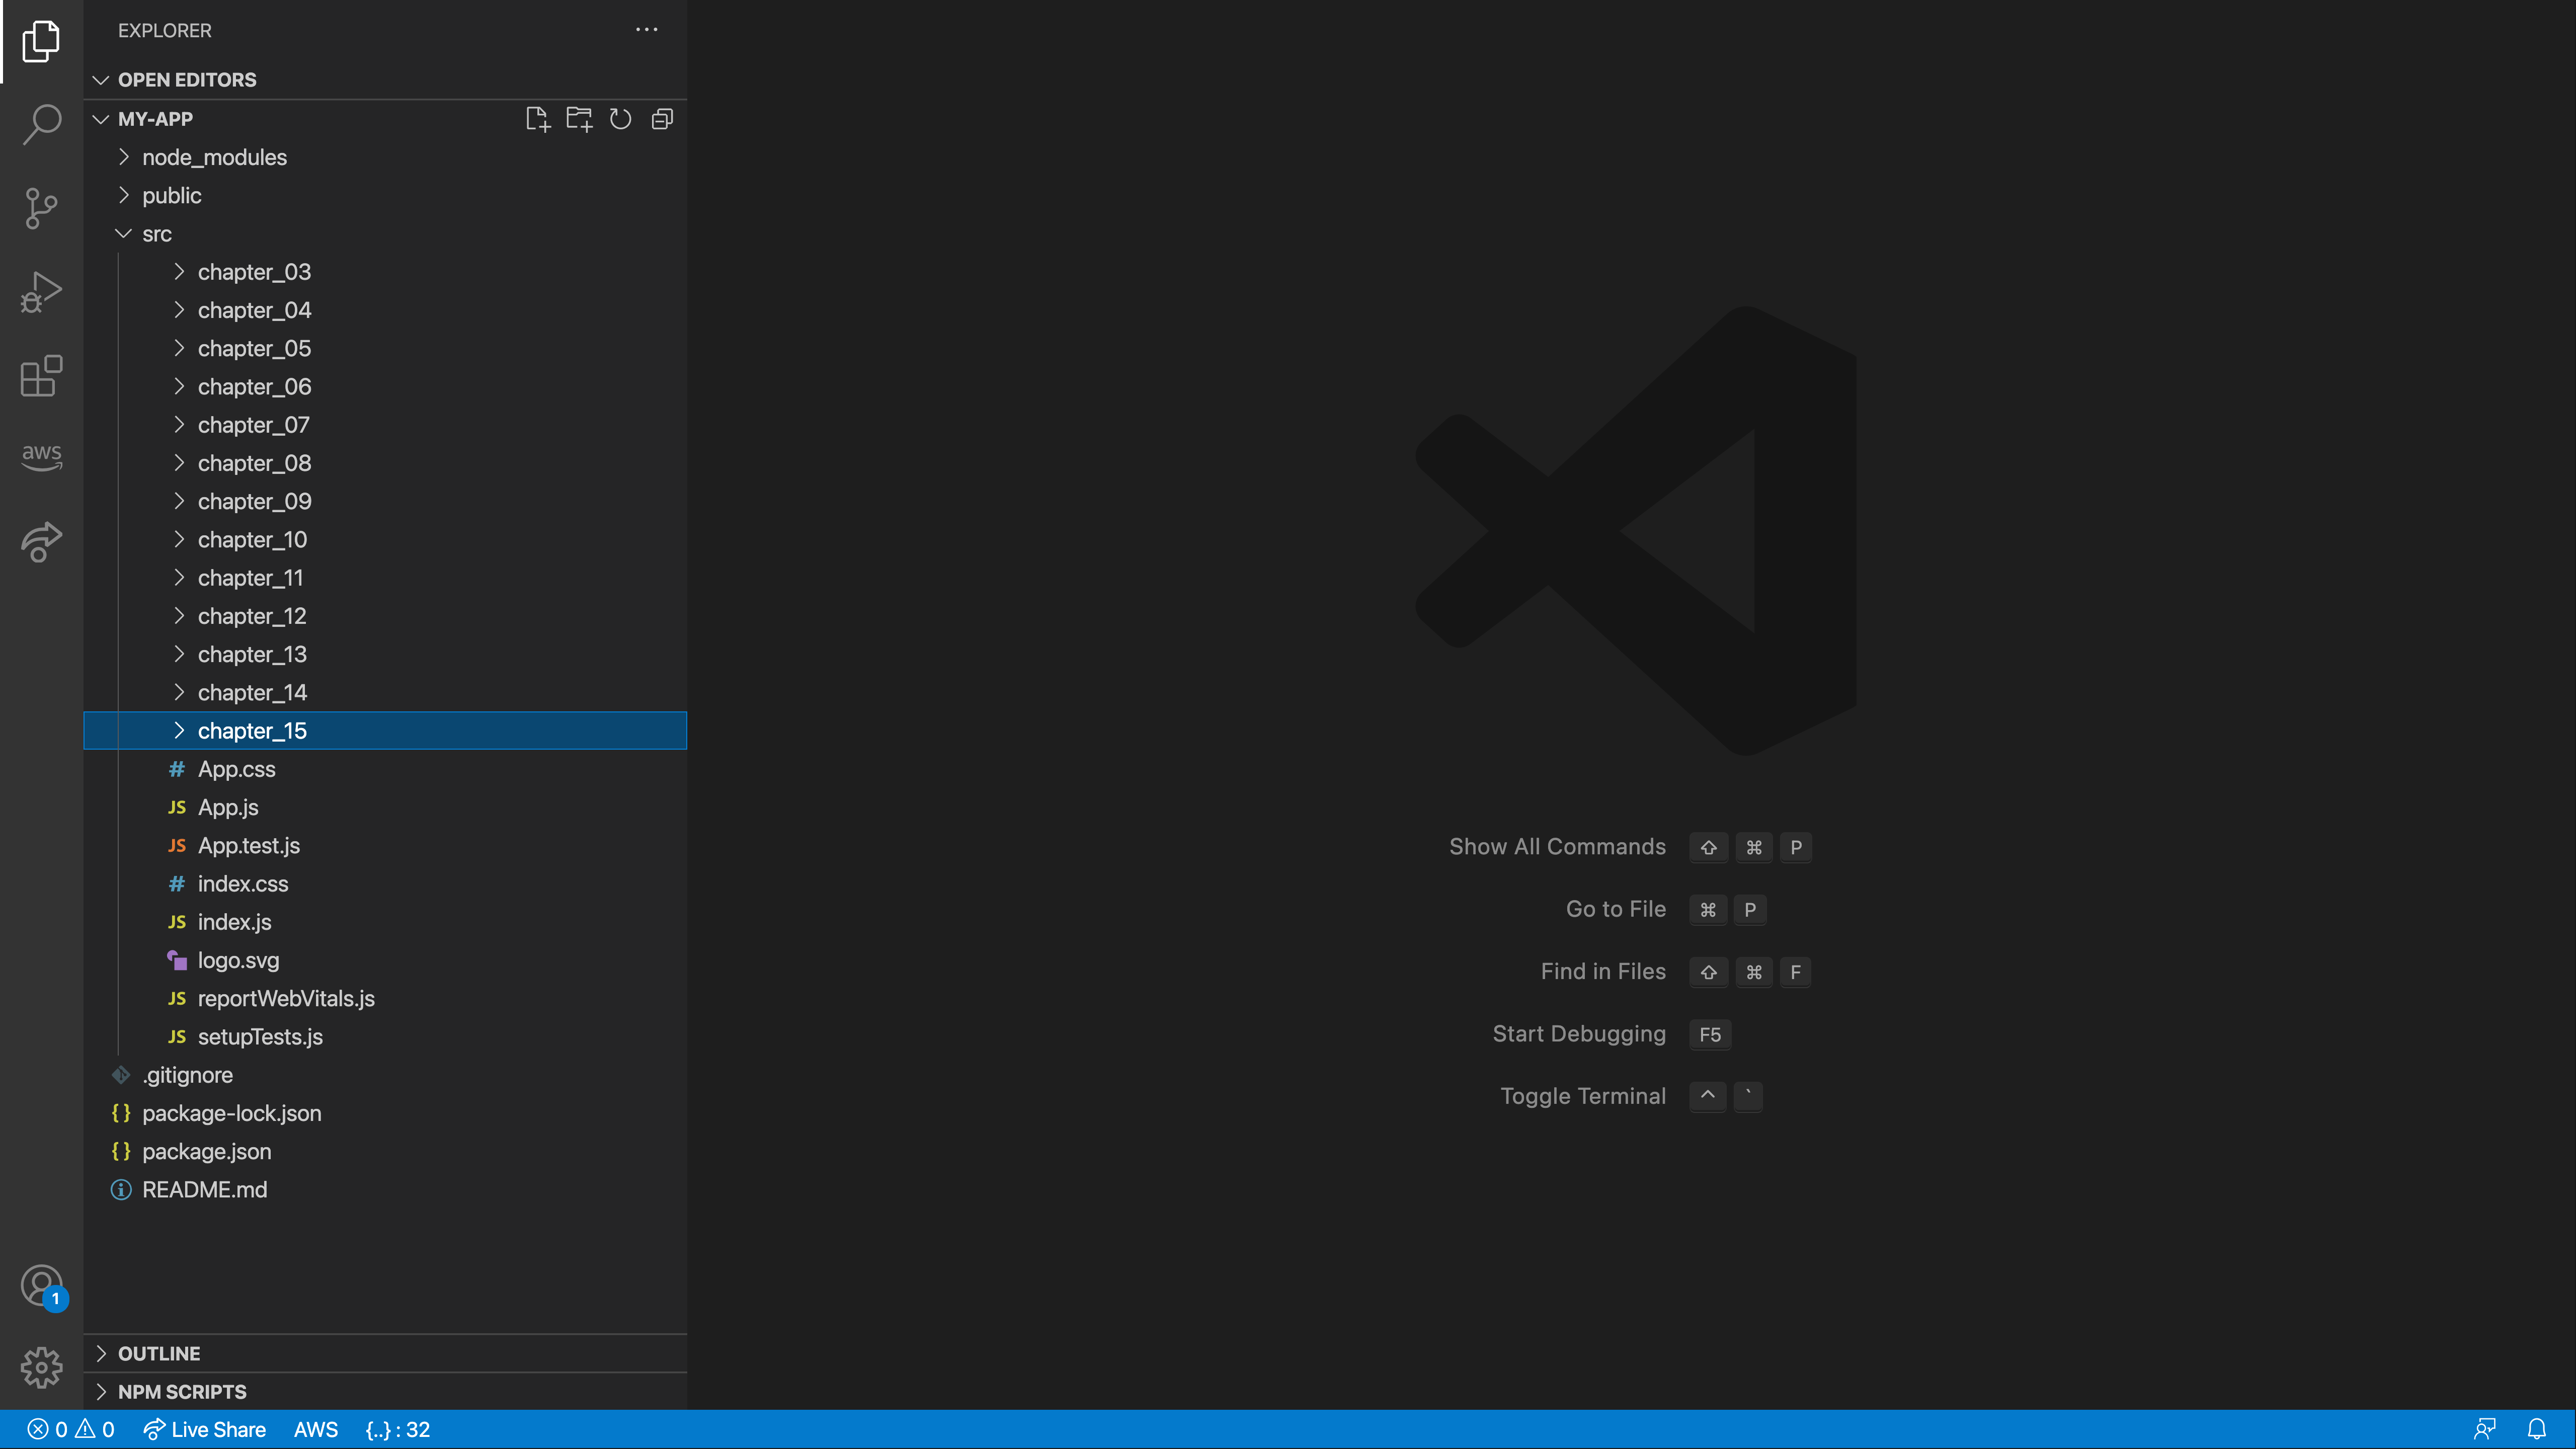 EXPLORER
OPEN EDITORS
MY-APP
node_modules
public
src
chapter_03
chapter_04
chapter_05
chapter_06
chapter_07
chapter_08
chapter_09
chapter_10
chapter_11
chapter_12
chapter_13
chapter_14
chapter_15
# App.css
JS App.js
JS App.test.js
# index.css
JS index.js
logo.svg
JS reportWebVitals.js
JS setupTests.js
.gitignore
{} package-lock.json
{} package.json
README.md
OUTLINE
NPM SCRIPTS
aws
1
Show All Commands ⇧ ⌘ P
Go to File ⌘ P
Find in Files ⇧ ⌘ F
Start Debugging F5
Toggle Terminal ^ `
0 0 Live Share AWS {..} : 32